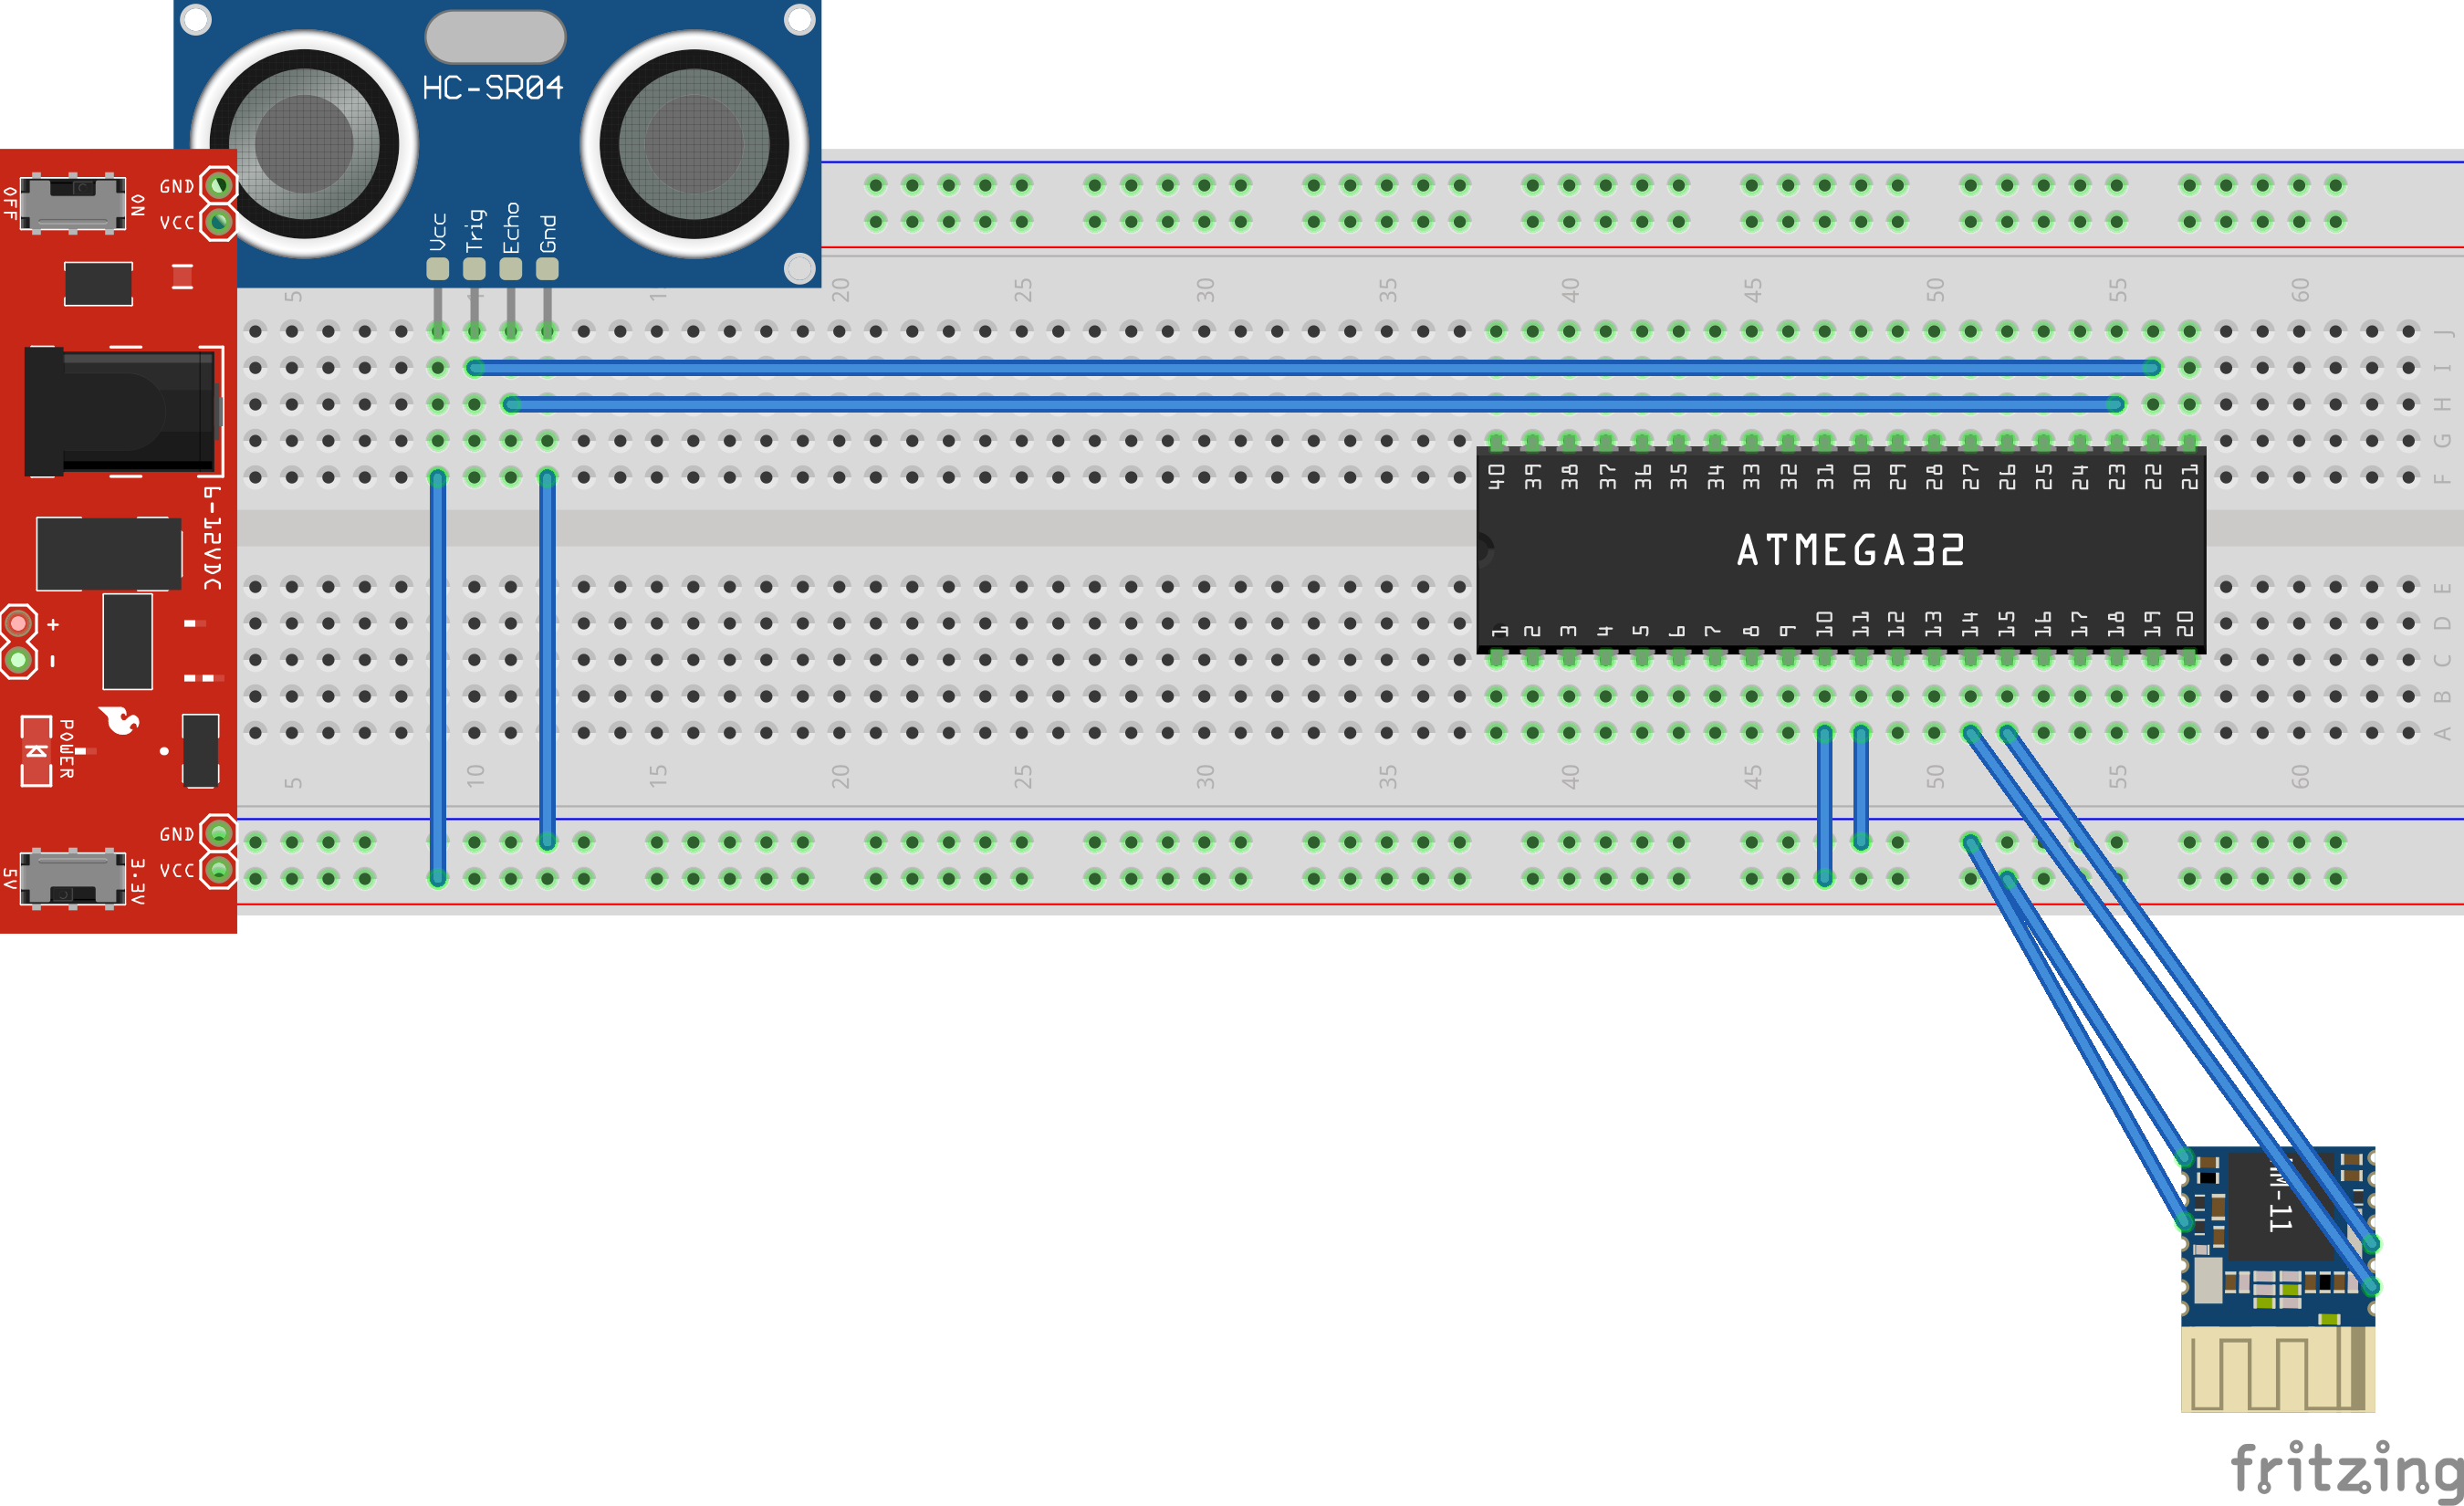 HC-SR04
Vcc
Trig
Echo
Gnd
GND
VCC
OFF
ON
6-12VDC
+
-
POWER
GND
VCC
5V
3.3V
5 1 1 20 25 30 35 40 45 50 55 60
J
I
H
G
F
40 39 38 37 36 35 34 33 32 31 30 29 28 27 26 25 24 23 22 21
ATMEGA32
1 2 3 4 5 6 7 8 9 10 11 12 13 14 15 16 17 18 19 20
E
D
C
B
A
5 10 15 20 25 30 35 40 45 50 55 60
M-11
fritzing